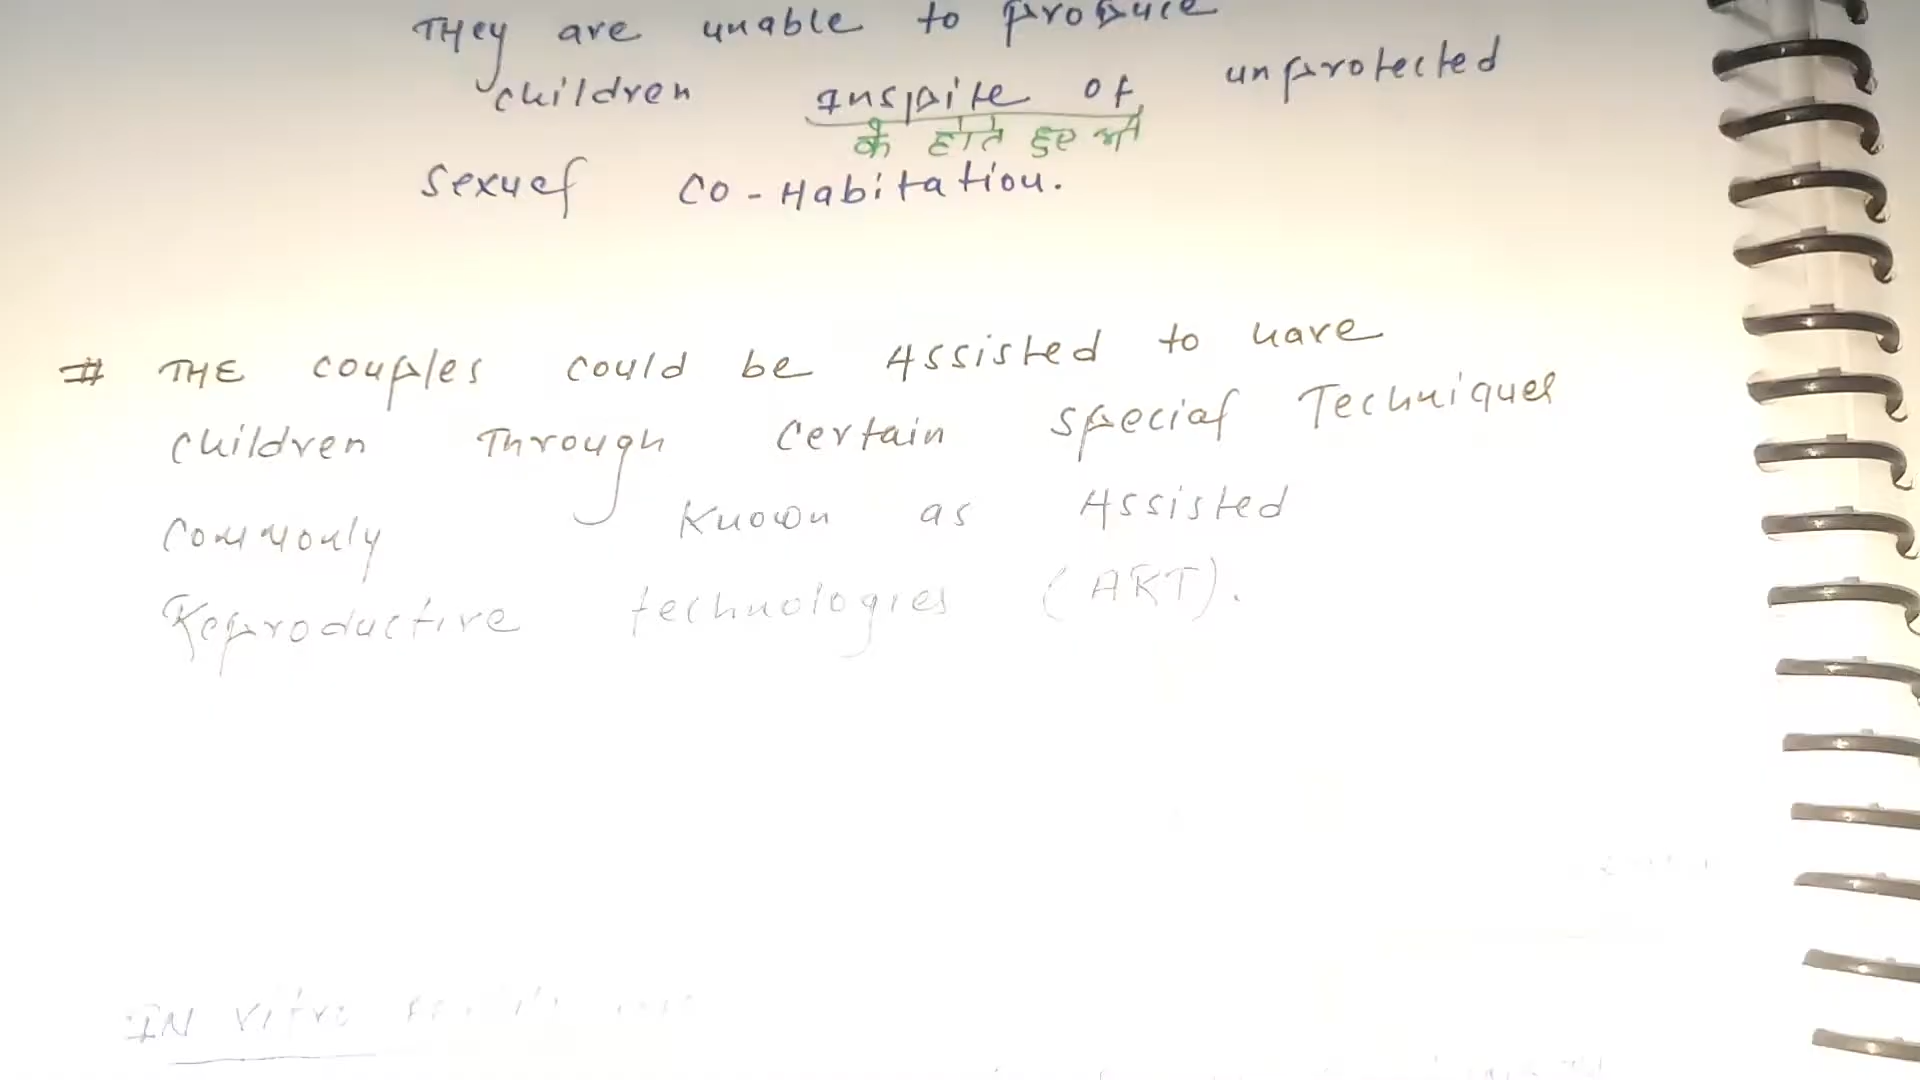 They are unable to produce
children inspite of unprotected
के होते हुए भी
sexual co-Habitation.
# THE couples could be Assisted to have
children Through certain special Techniques
commonly known as Assisted
Reproductive technologies (ART).
IN vitro